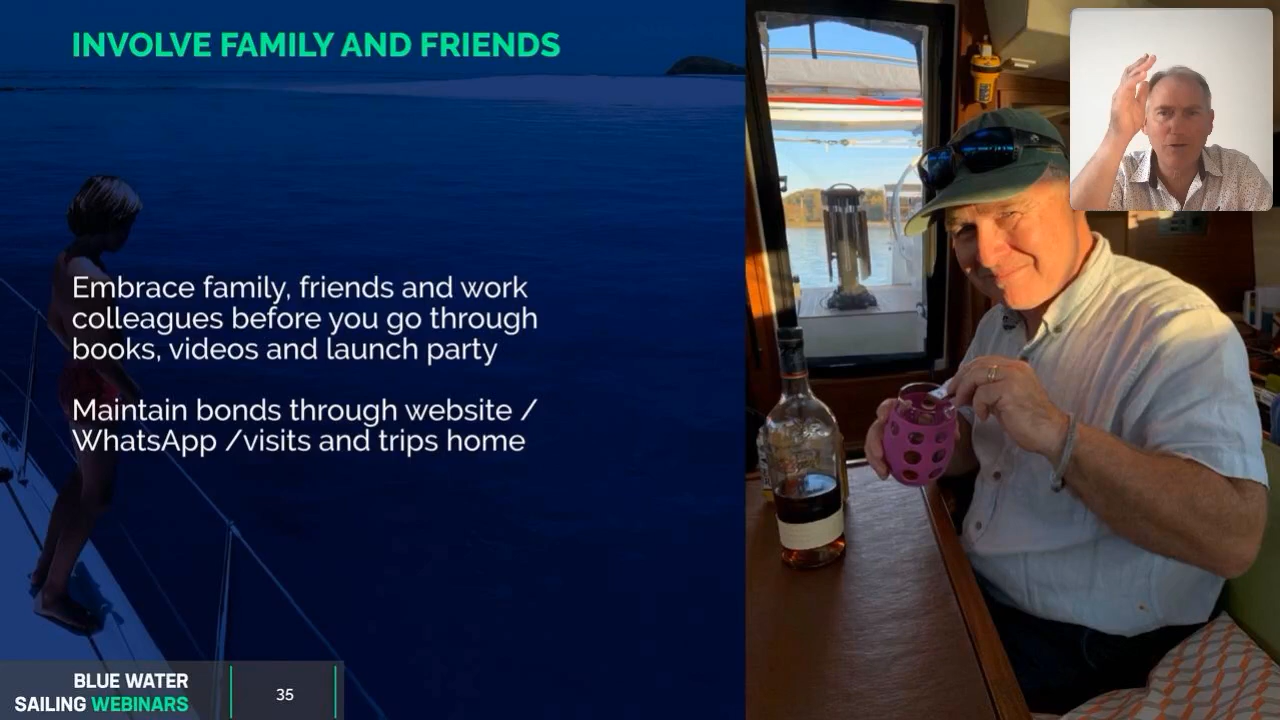 INVOLVE FAMILY AND FRIENDS
Embrace family, friends and work
colleagues before you go through
books, videos and launch party
Maintain bonds through website /
WhatsApp /visits and trips home
BLUE WATER
SAILING WEBINARS
35